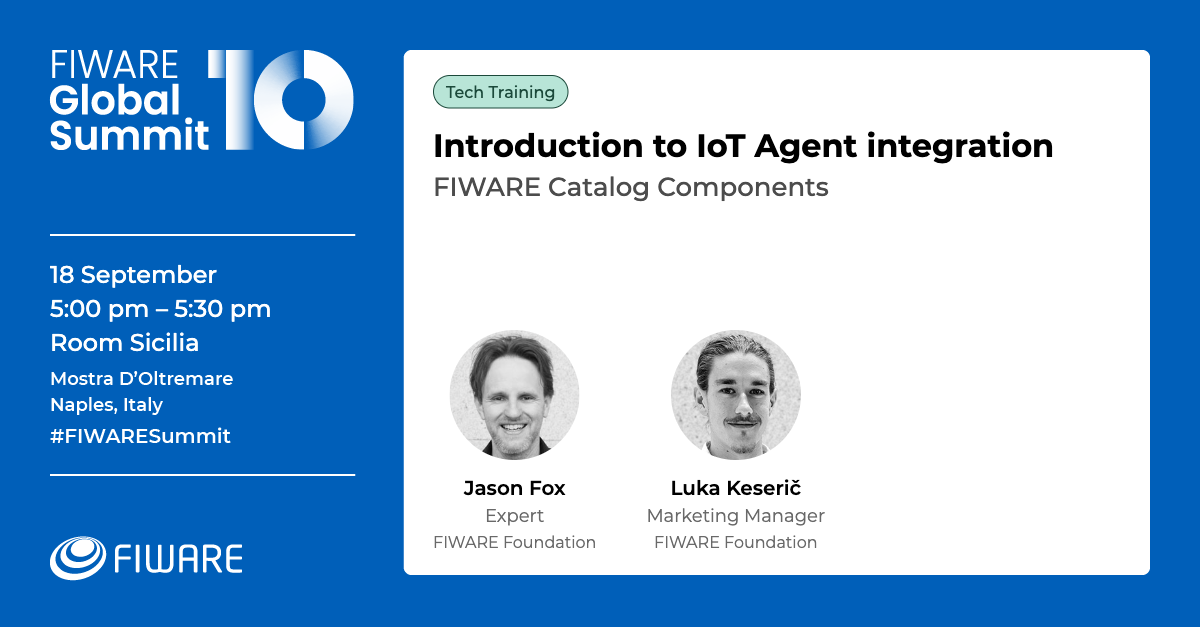 FIWARE
Global
Summit
10
18 September
5:00 pm – 5:30 pm
Room Sicilia
Mostra D’Oltremare
Naples, Italy
#FIWARESummit
FIWARE
Tech Training
Introduction to IoT Agent integration
FIWARE Catalog Components
Jason Fox
Expert
FIWARE Foundation
Luka Keserič
Marketing Manager
FIWARE Foundation